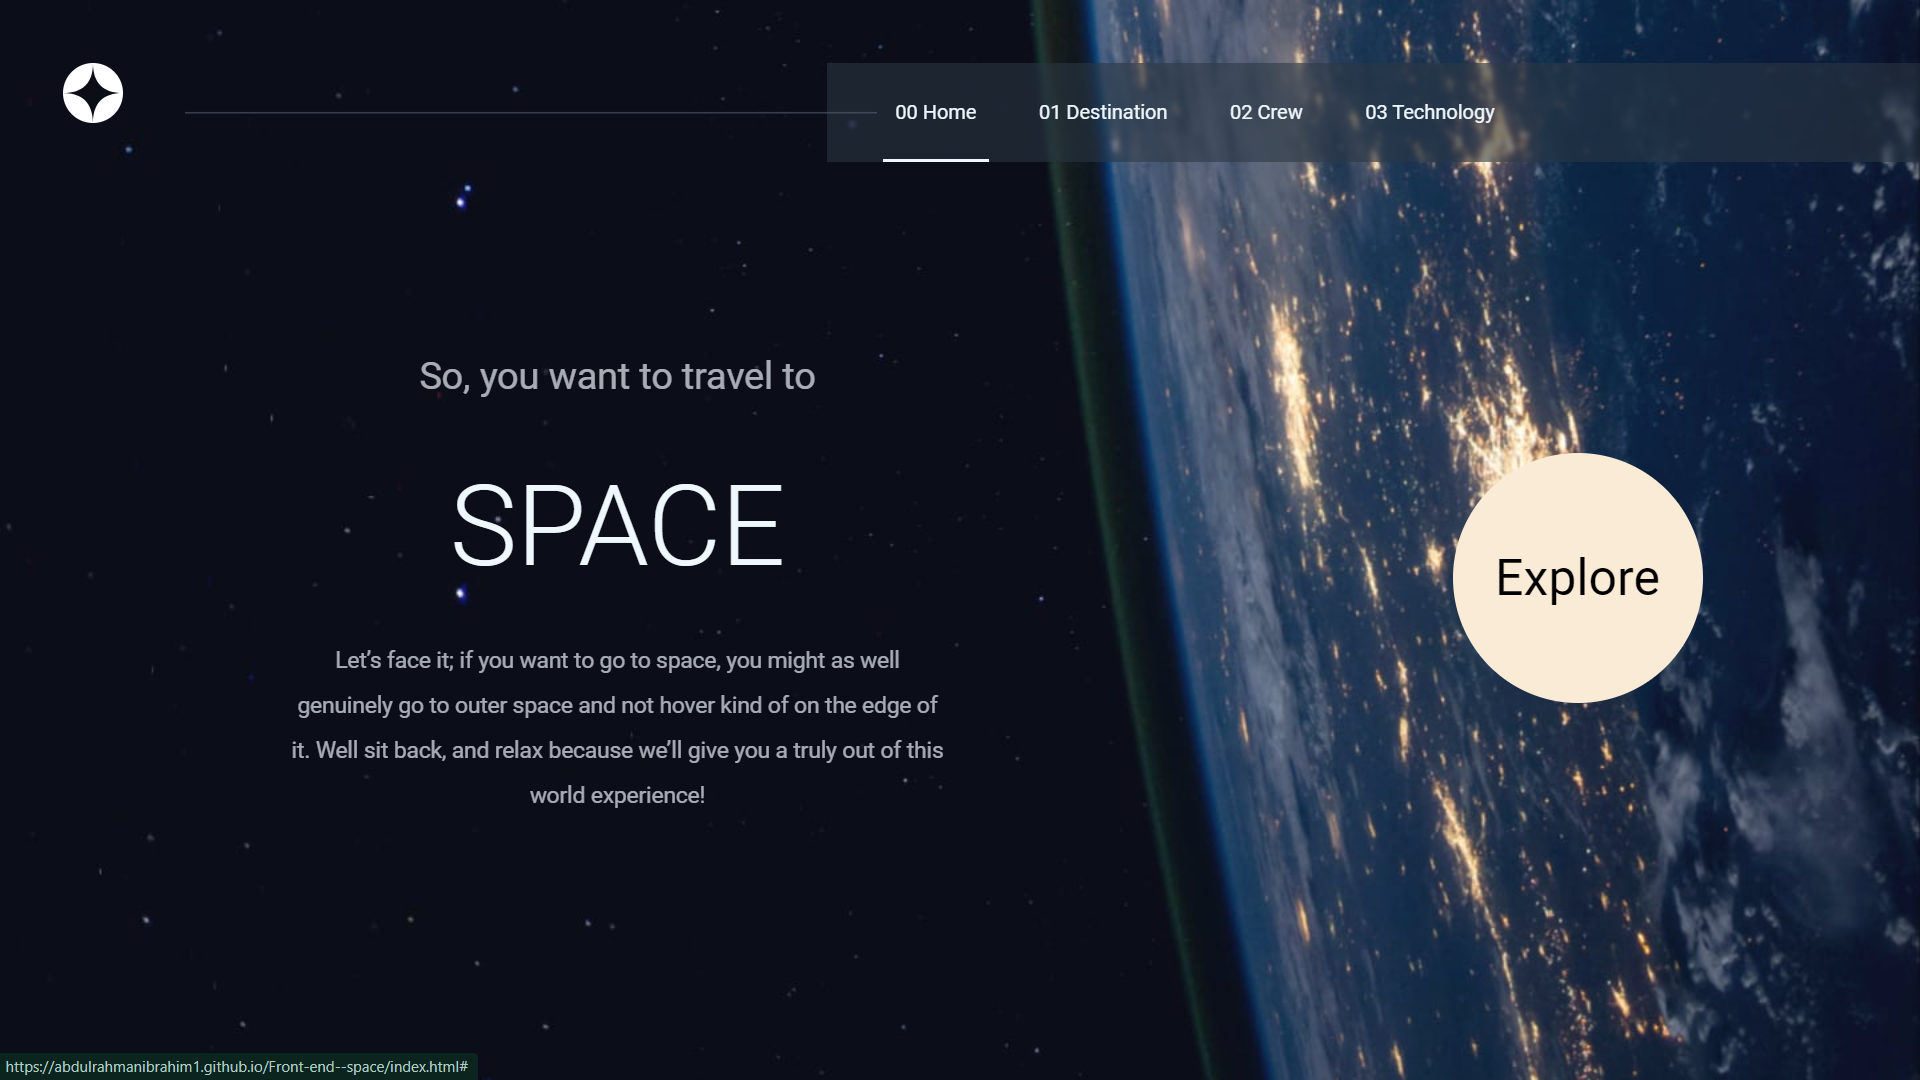 00 Home 01 Destination 02 Crew 03 Technology
So, you want to travel to
SPACE
Let’s face it; if you want to go to space, you might as well
genuinely go to outer space and not hover kind of on the edge of
it. Well sit back, and relax because we’ll give you a truly out of this
world experience!
Explore
https://abdulrahmanibrahim1.github.io/Front-end--space/index.html#